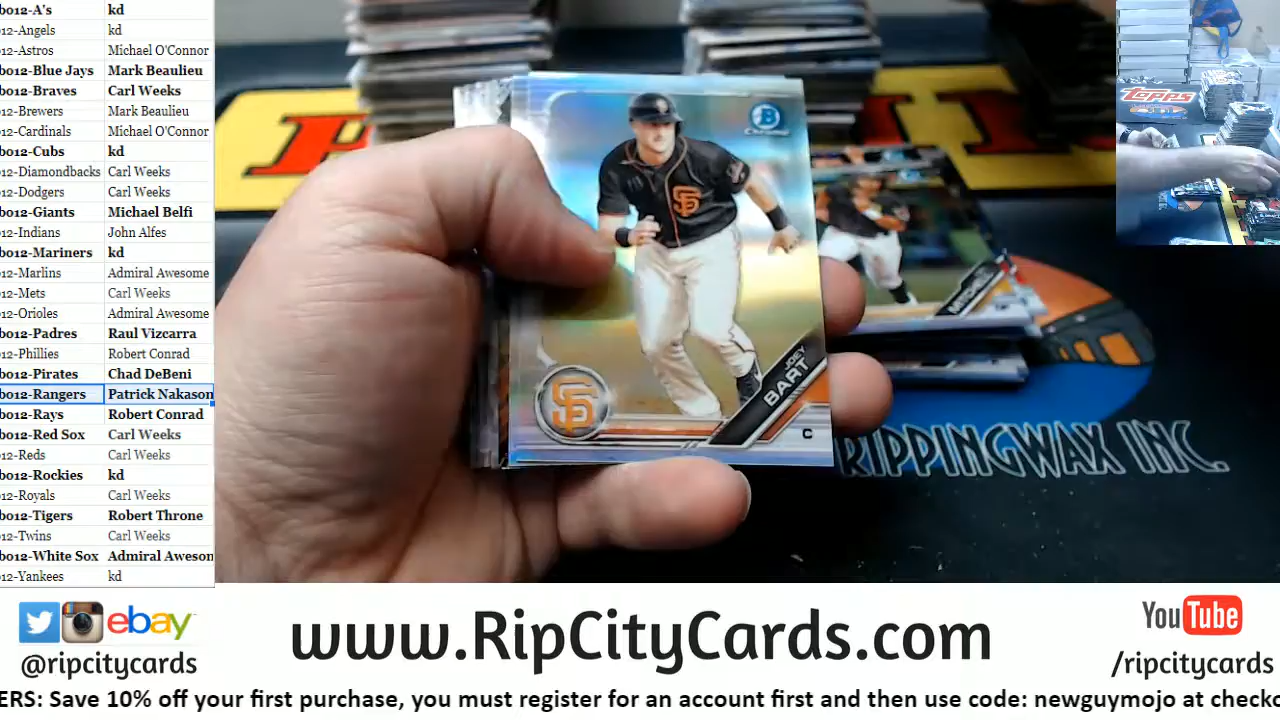 bo12-A's kd
12-Angels kd
12-Astros Michael O'Connor
bo12-Blue Jays Mark Beaulieu
bo12-Braves Carl Weeks
12-Brewers Mark Beaulieu
12-Cardinals Michael O'Connor
bo12-Cubs kd
12-Diamondbacks Carl Weeks
12-Dodgers Carl Weeks
bo12-Giants Michael Belfi
12-Indians John Alfes
bo12-Mariners kd
12-Marlins Admiral Awesome
12-Mets Carl Weeks
12-Orioles Admiral Awesome
bo12-Padres Raul Vizcarra
12-Phillies Robert Conrad
bo12-Pirates Chad DeBeni
bo12-Rangers Patrick Nakason
bo12-Rays Robert Conrad
bo12-Red Sox Carl Weeks
12-Reds Carl Weeks
bo12-Rockies kd
12-Royals Carl Weeks
bo12-Tigers Robert Throne
12-Twins Carl Weeks
bo12-White Sox Admiral Aweson
12-Yankees kd
B
Chrome
SF
JOEY
BART
C
SF
MITCHELL
TOPPS
RIPPINGWAX INC.
ebay
@ripcitycards
www.RipCityCards.com
YouTube
/ripcitycards
ERS: Save 10% off your first purchase, you must register for an account first and then use code: newguymojo at checko